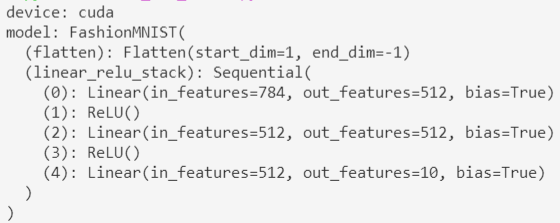 device: cuda
model: FashionMNIST(
  (flatten): Flatten(start_dim=1, end_dim=-1)
  (linear_relu_stack): Sequential(
    (0): Linear(in_features=784, out_features=512, bias=True)
    (1): ReLU()
    (2): Linear(in_features=512, out_features=512, bias=True)
    (3): ReLU()
    (4): Linear(in_features=512, out_features=10, bias=True)
  )
)